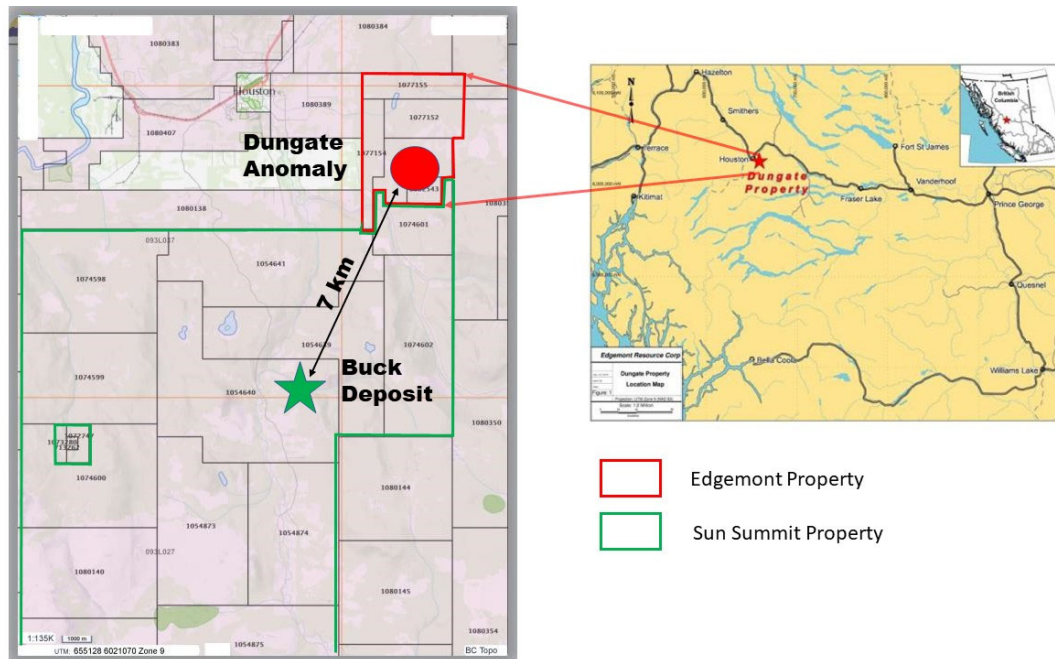 1080384
1080383
Houston
1077155
1080389
1077152
1080407
Dungate
Anomaly
1077154
1080138
1074601
093L037
1054641
1074598
7 km
1074602
1074599
Buck
Deposit
1054640
1080350
1074600
1080144
1054873
1054874
093L027
1080140
1080145
1080354
1054875
1:135K
1000 m
UTM: 655128 6021070 Zone 9
BC Topo
N
Hazelton
British
Columbia
Smithers
Terrace
Houston
Fort St James
Dungate
Property
Vanderhoof
Kitimat
Fraser Lake
Prince George
Quesnel
Bella Coola
Williams Lake
Edgemont Resource Corp
Dungate Property
Location Map
Figure: 1
Edgemont Property
Sun Summit Property